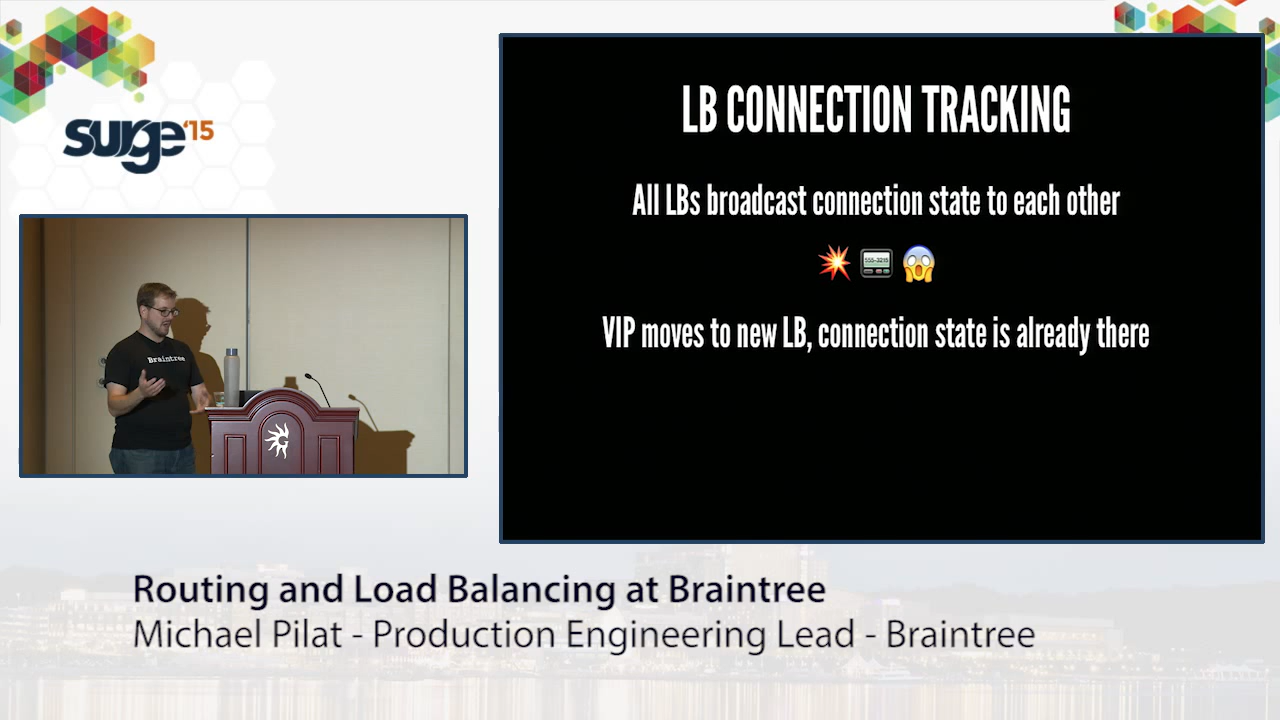 surge'15
LB CONNECTION TRACKING
All LBs broadcast connection state to each other
VIP moves to new LB, connection state is already there
Braintree
Routing and Load Balancing at Braintree
Michael Pilat - Production Engineering Lead - Braintree